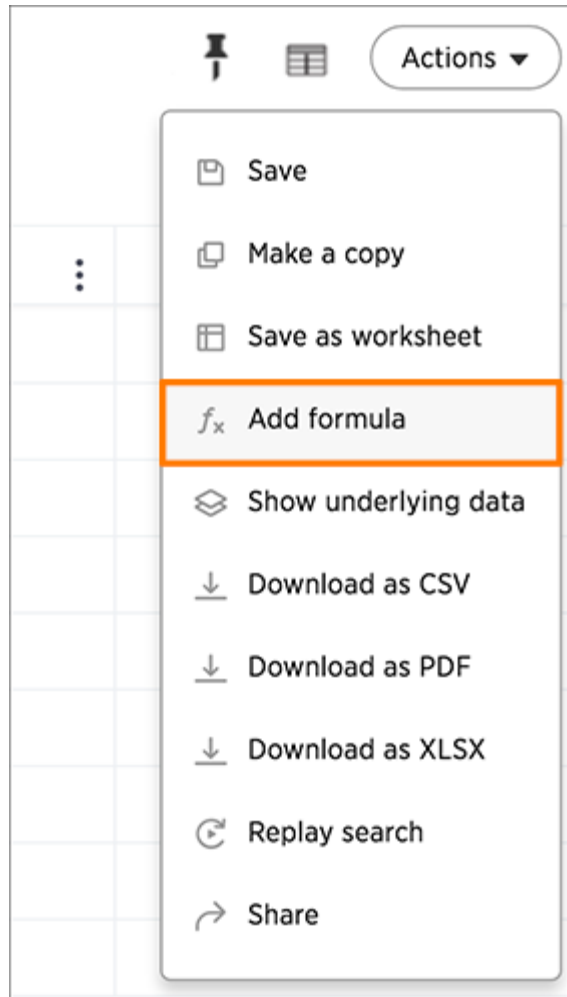 Actions
Save
Make a copy
Save as worksheet
fx Add formula
Show underlying data
Download as CSV
Download as PDF
Download as XLSX
Replay search
Share